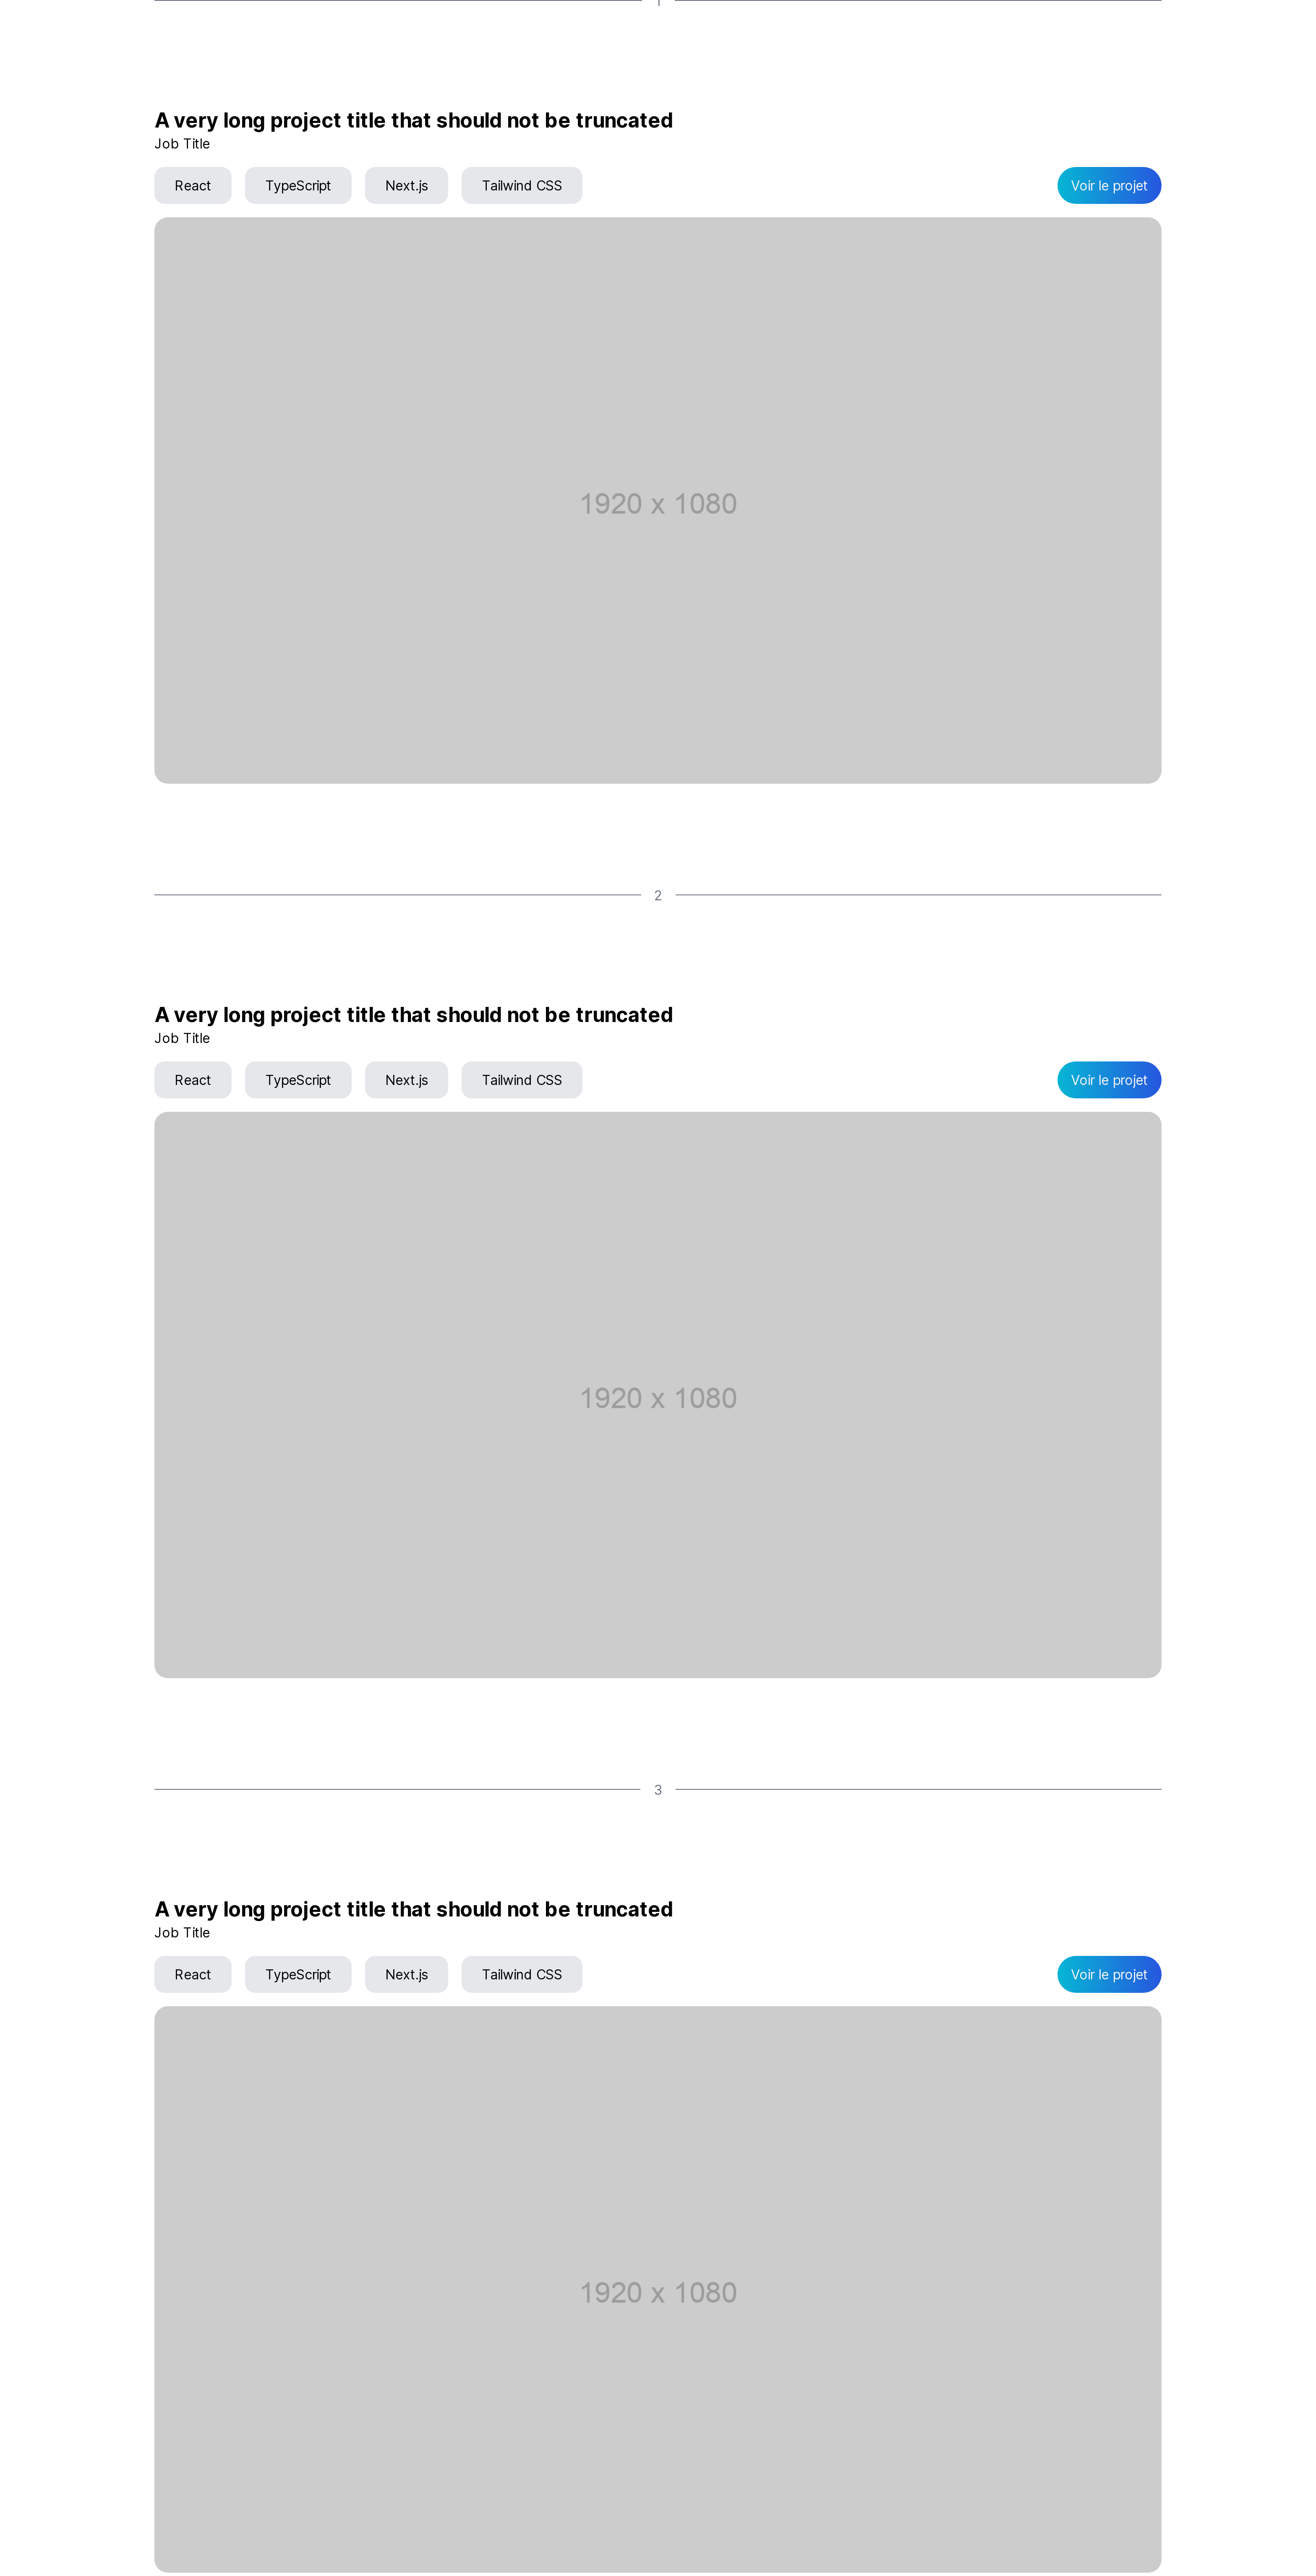 A very long project title that should not be truncated
Job Title
React TypeScript Next.js Tailwind CSS Voir le projet
1920 x 1080
2
A very long project title that should not be truncated
Job Title
React TypeScript Next.js Tailwind CSS Voir le projet
1920 x 1080
3
A very long project title that should not be truncated
Job Title
React TypeScript Next.js Tailwind CSS Voir le projet
1920 x 1080